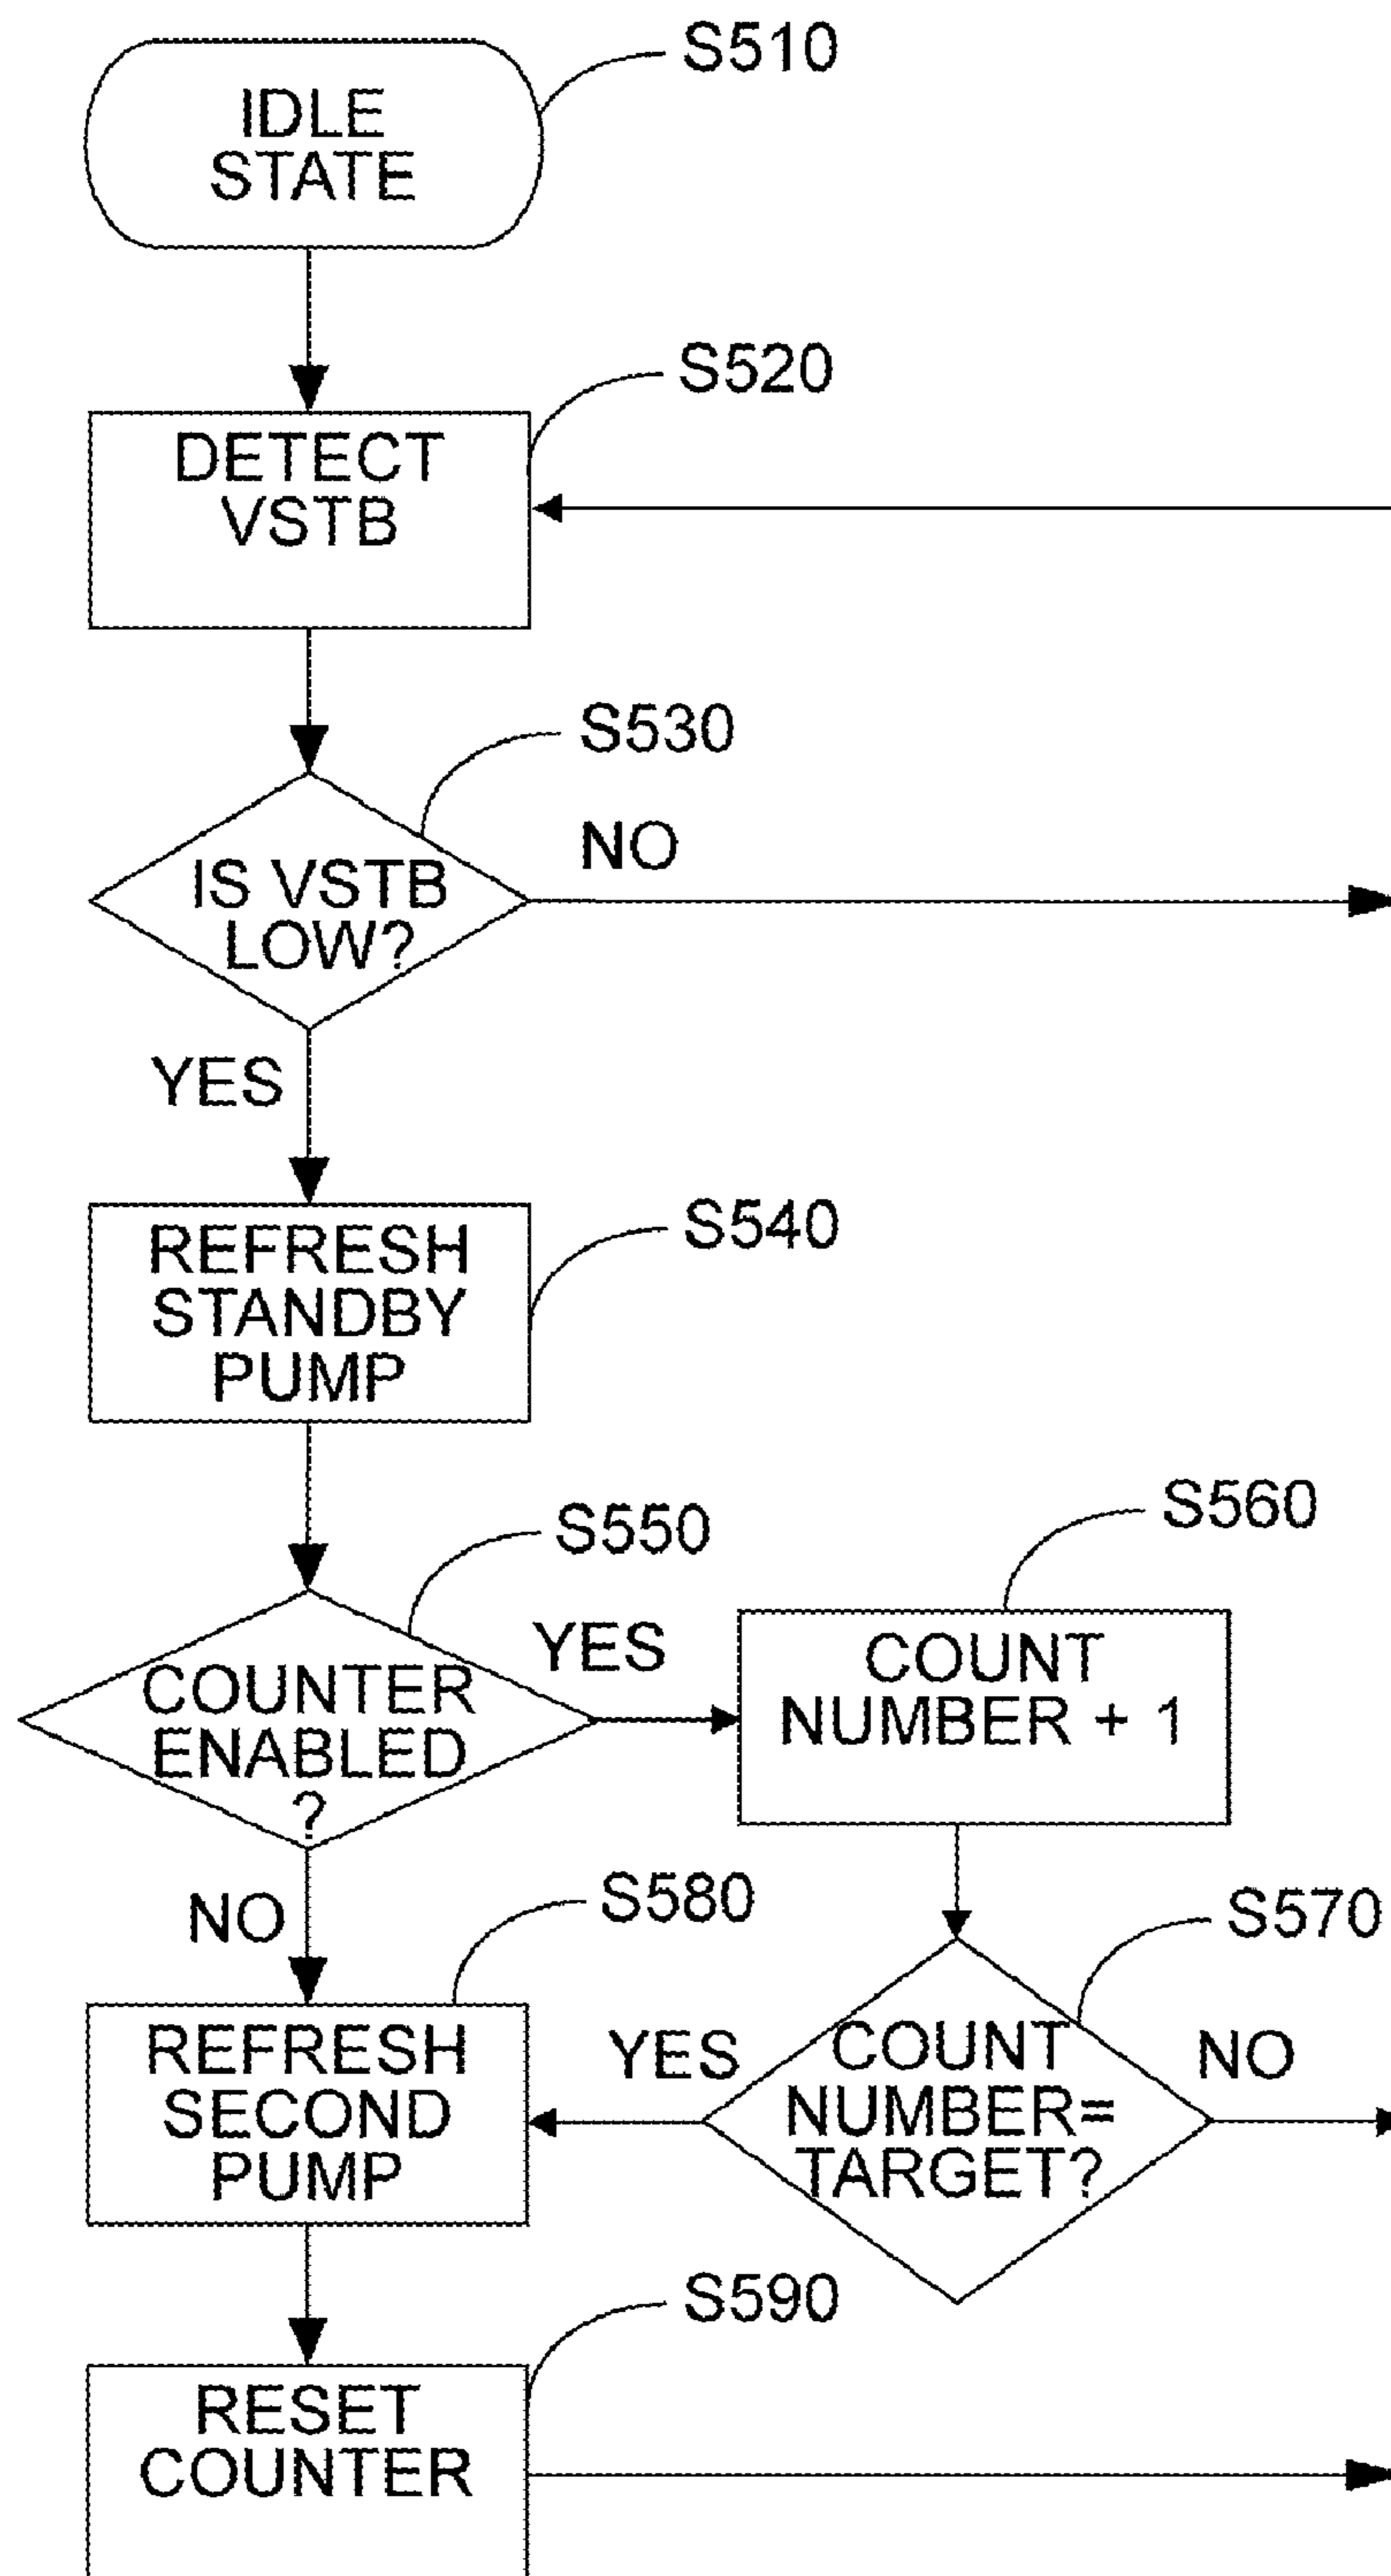 S510
IDLE
STATE
S520
DETECT
VSTB
S530
NO
IS VSTB
LOW?
YES
REFRESH
STANDBY
PUMP
S540
S550
S560
YES
COUNT
NUMBER + 1
COUNTER
ENABLED
?
NO
S580
S570
REFRESH
SECOND
PUMP
YES
COUNT
NUMBER=
TARGET?
NO
S590
RESET
COUNTER